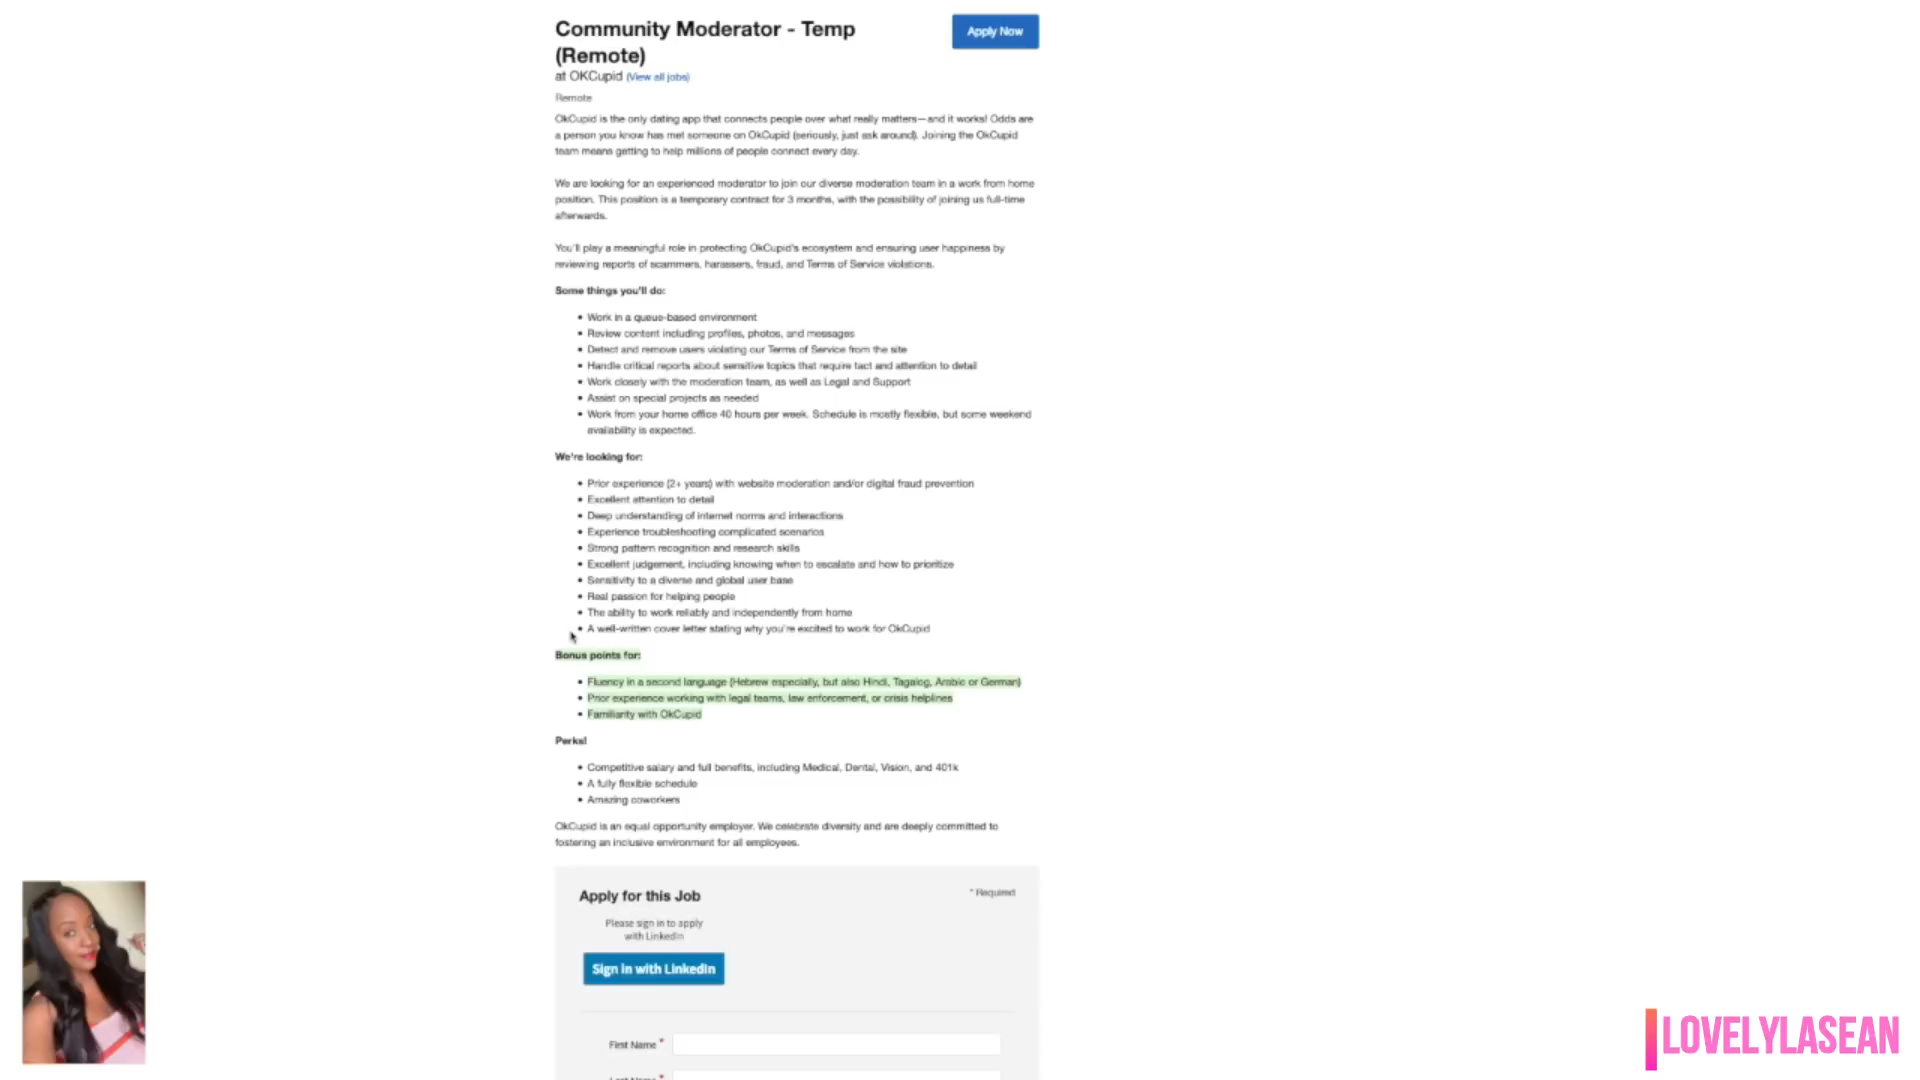 Community Moderator - Temp
(Remote)
Apply Now
at OKCupid (View all jobs)
Remote
OkCupid is the only dating app that connects people over what really matters—and it works! Odds are
a person you know has met someone on OkCupid (seriously, just ask around). Joining the OkCupid
team means getting to help millions of people connect every day.
We are looking for an experienced moderator to join our diverse moderation team in a work from home
position. This position is a temporary contract for 3 months, with the possibility of joining us full-time
afterwards.
You'll play a meaningful role in protecting OkCupid's ecosystem and ensuring user happiness by
reviewing reports of scammers, harassers, fraud, and Terms of Service violations.
Some things you'll do:
• Work in a queue-based environment
• Review content including profiles, photos, and messages
• Detect and remove users violating our Terms of Service from the site
• Handle critical reports about sensitive topics that require tact and attention to detail
• Work closely with the moderation team, as well as Legal and Support
• Assist on special projects as needed
• Work from your home office 40 hours per week. Schedule is mostly flexible, but some weekend
availability is expected.
We're looking for:
• Prior experience (2+ years) with website moderation and/or digital fraud prevention
• Excellent attention to detail
• Deep understanding of internet norms and interactions
• Experience troubleshooting complicated scenarios
• Strong pattern recognition and research skills
• Excellent judgement, including knowing when to escalate and how to prioritize
• Sensitivity to a diverse and global user base
• Real passion for helping people
• The ability to work reliably and independently from home
• A well-written cover letter stating why you're excited to work for OkCupid
Bonus points for:
• Fluency in a second language (Hebrew especially, but also Hindi, Tagalog, Arabic or German)
• Prior experience working with legal teams, law enforcement, or crisis helplines
• Familiarity with OkCupid
Perks!
• Competitive salary and full benefits, including Medical, Dental, Vision, and 401k
• A fully flexible schedule
• Amazing coworkers
OkCupid is an equal opportunity employer. We celebrate diversity and are deeply committed to
fostering an inclusive environment for all employees.
Apply for this Job
* Required
Please sign in to apply
with LinkedIn
Sign in with LinkedIn
First Name *
Last Name *
LOVELYLASEAN